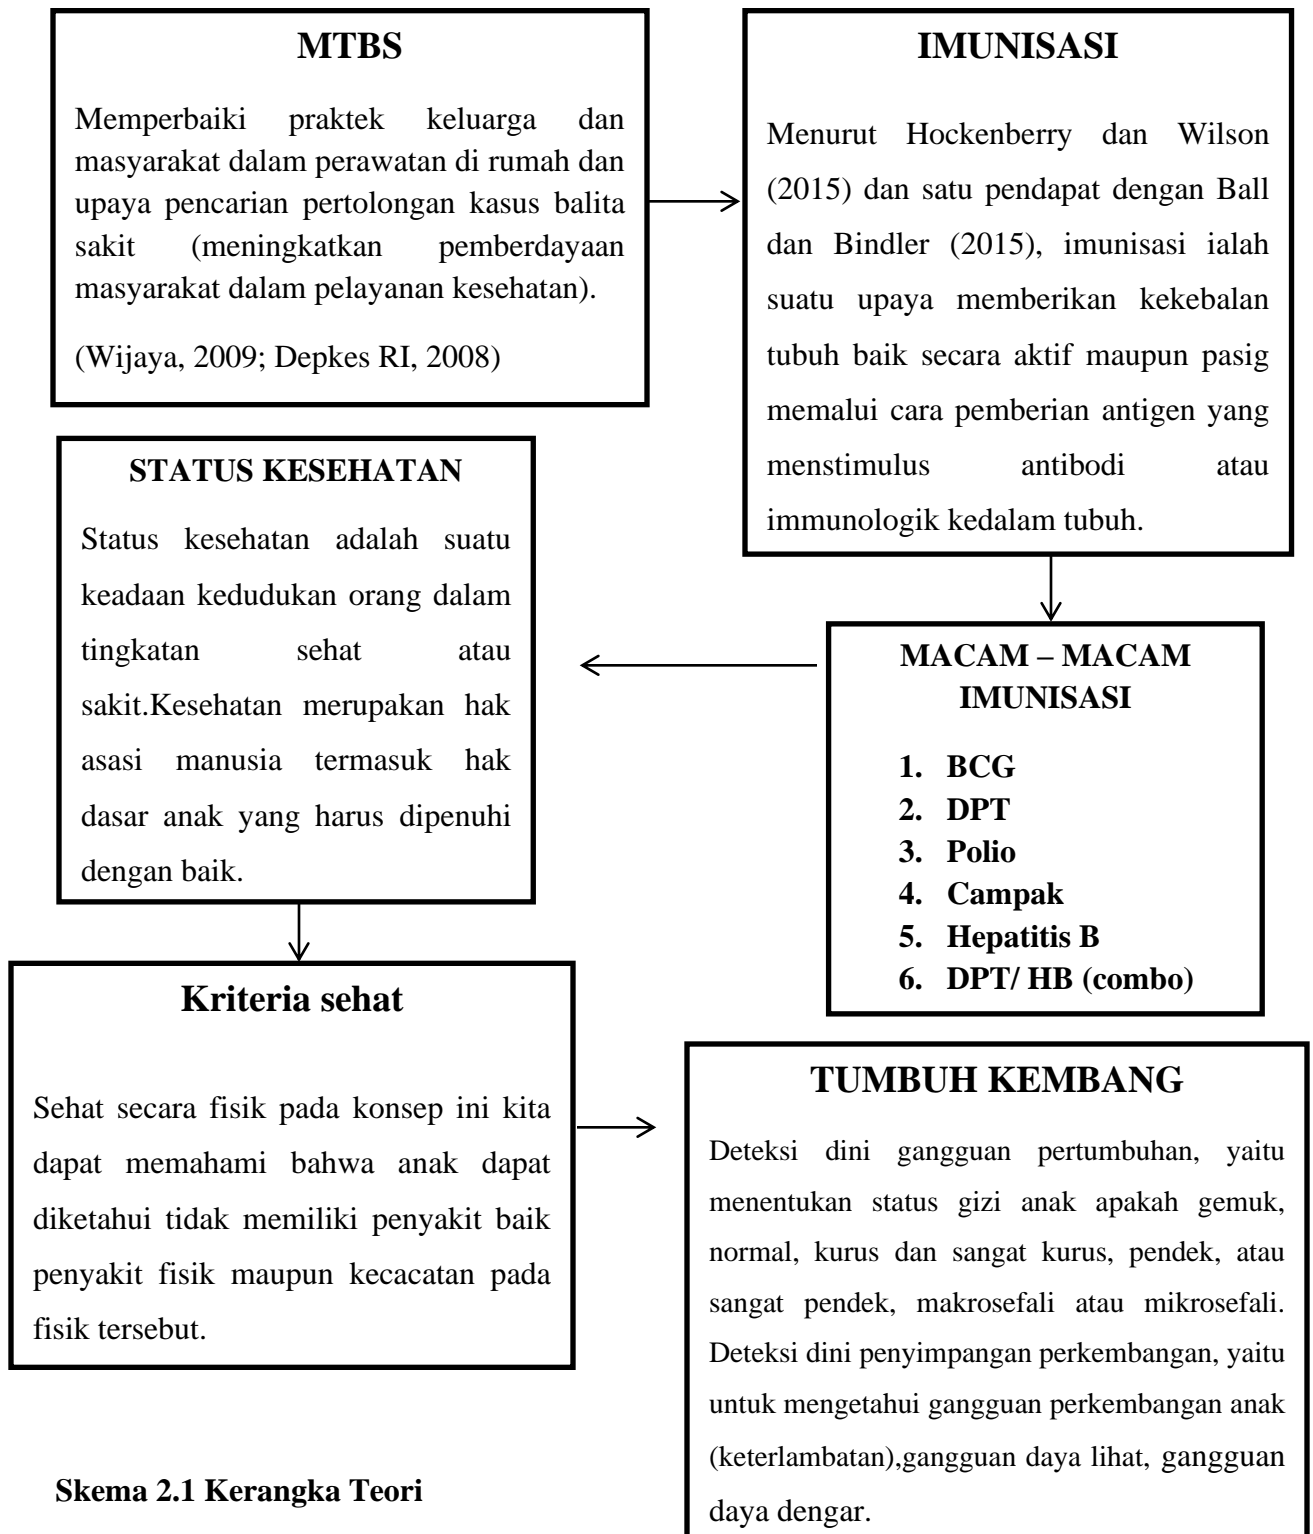 MTBS
Memperbaiki praktek keluarga dan
masyarakat dalam perawatan di rumah dan
upaya pencarian pertolongan kasus balita
sakit (meningkatkan pemberdayaan
masyarakat dalam pelayanan kesehatan).
(Wijaya, 2009; Depkes RI, 2008)
IMUNISASI
Menurut Hockenberry dan Wilson
(2015) dan satu pendapat dengan Ball
dan Bindler (2015), imunisasi ialah
suatu upaya memberikan kekebalan
tubuh baik secara aktif maupun pasig
memalui cara pemberian antigen yang
menstimulus antibodi atau
immunologik kedalam tubuh.
MACAM – MACAM
IMUNISASI
1. BCG
2. DPT
3. Polio
4. Campak
5. Hepatitis B
6. DPT/ HB (combo)
STATUS KESEHATAN
Status kesehatan adalah suatu
keadaan kedudukan orang dalam
tingkatan sehat atau
sakit.Kesehatan merupakan hak
asasi manusia termasuk hak
dasar anak yang harus dipenuhi
dengan baik.
Kriteria sehat
Sehat secara fisik pada konsep ini kita
dapat memahami bahwa anak dapat
diketahui tidak memiliki penyakit baik
penyakit fisik maupun kecacatan pada
fisik tersebut.
TUMBUH KEMBANG
Deteksi dini gangguan pertumbuhan, yaitu
menentukan status gizi anak apakah gemuk,
normal, kurus dan sangat kurus, pendek, atau
sangat pendek, makrosefali atau mikrosefali.
Deteksi dini penyimpangan perkembangan, yaitu
untuk mengetahui gangguan perkembangan anak
(keterlambatan),gangguan daya lihat, gangguan
daya dengar.
Skema 2.1 Kerangka Teori